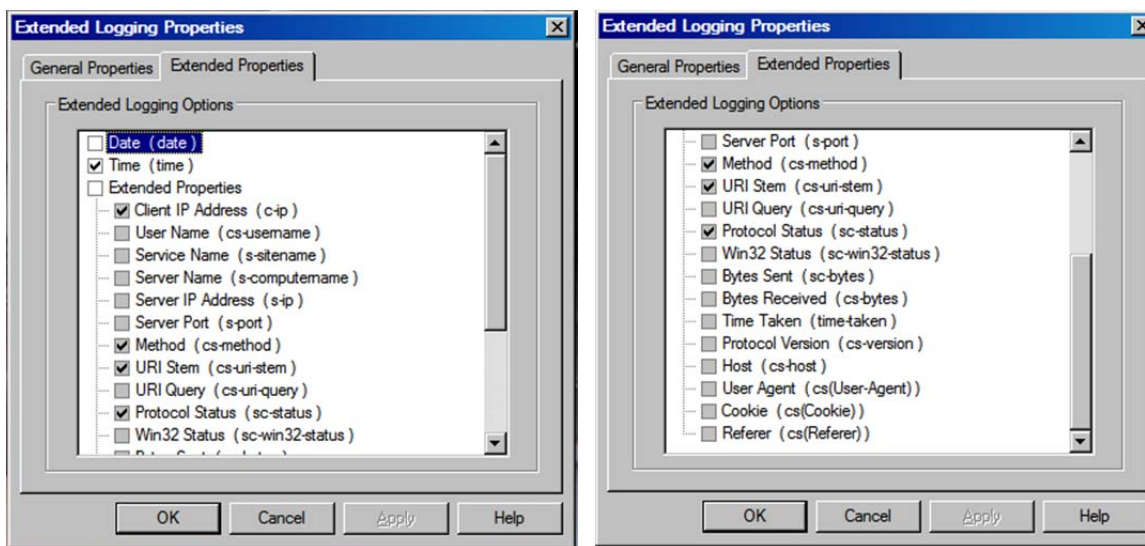 Extended Logging Properties
General Properties
Extended Properties
Extended Logging Options
Date ( date )
Time ( time )
Extended Properties
Client IP Address ( c-ip )
User Name ( cs-username )
Service Name ( s-sitename )
Server Name ( s-computername )
Server IP Address ( s-ip )
Server Port ( s-port )
Method ( cs-method )
URI Stem ( cs-uri-stem )
URI Query ( cs-uri-query )
Protocol Status ( sc-status )
Win32 Status ( sc-win32-status )
OK
Cancel
Apply
Help
Extended Logging Properties
General Properties
Extended Properties
Extended Logging Options
Server Port ( s-port )
Method ( cs-method )
URI Stem ( cs-uri-stem )
URI Query ( cs-uri-query )
Protocol Status ( sc-status )
Win32 Status ( sc-win32-status )
Bytes Sent ( sc-bytes )
Bytes Received ( cs-bytes )
Time Taken ( time-taken )
Protocol Version ( cs-version )
Host ( cs-host )
User Agent ( cs(User-Agent) )
Cookie ( cs(Cookie) )
Referer ( cs(Referer) )
OK
Cancel
Apply
Help